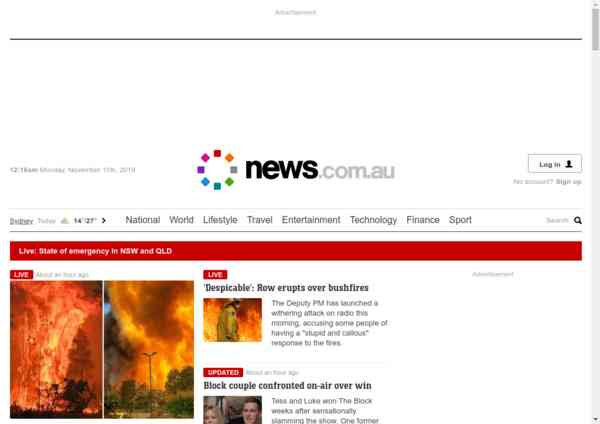 Advertisement
12:16am Monday, November 11th, 2019
news.com.au
Log in
No account? Sign up
Sydney Today 14°/27°
National World Lifestyle Travel Entertainment Technology Finance Sport
Search
Live: State of emergency in NSW and QLD
LIVE About an hour ago
LIVE
'Despicable': Row erupts over bushfires
The Deputy PM has launched a
withering attack on radio this
morning, accusing some people of
having a "stupid and callous"
response to the fires.
Advertisement
UPDATED About an hour ago
Block couple confronted on-air over win
Tess and Luke won The Block
weeks after sensationally
slamming the show. One former